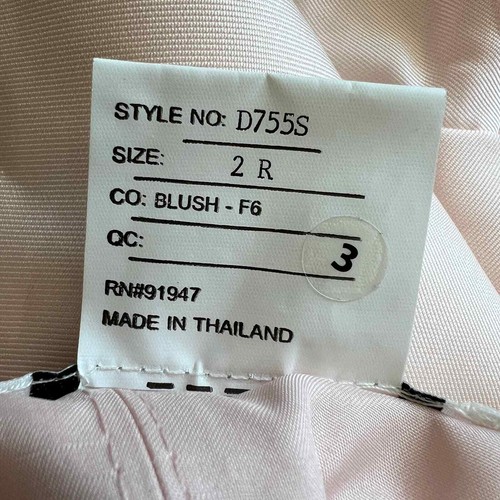 STYLE NO: D755S
SIZE: 2 R
CO: BLUSH - F6
QC:
3
RN#91947
MADE IN THAILAND